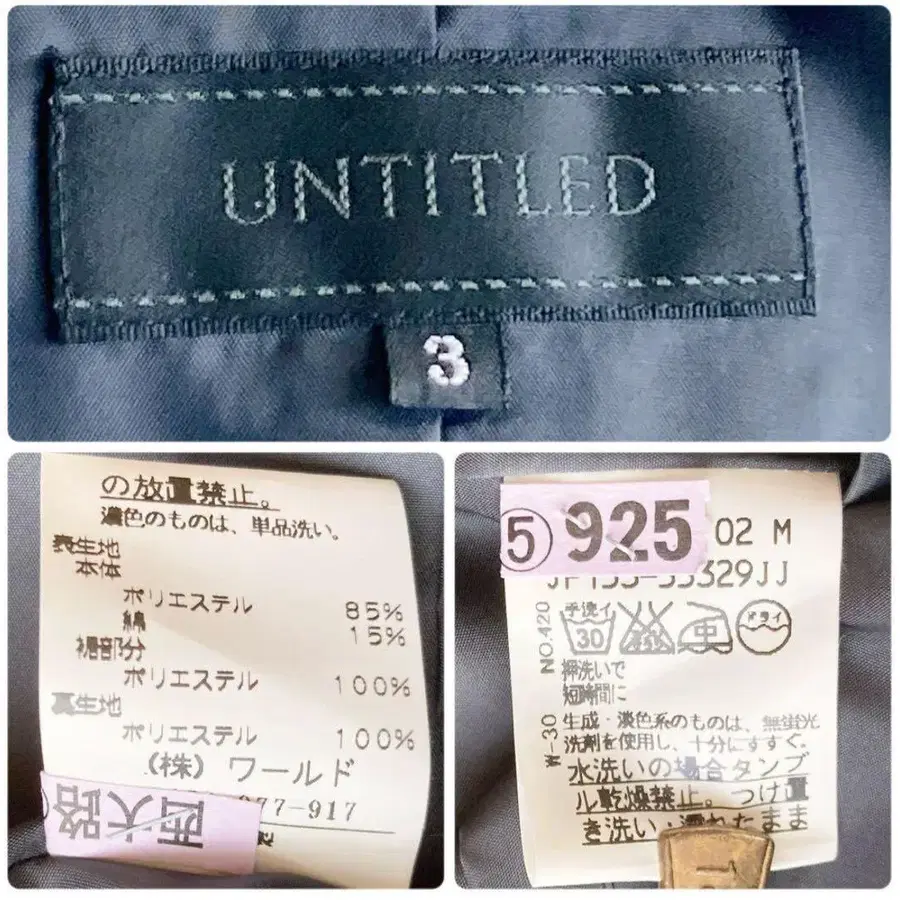 UNTITLED
3
の放置禁止。
濃色のものは、単品洗い。
表生地
本体
ポリエステル 85%
綿 15%
裾部分
ポリエステル 100%
裏生地
ポリエステル 100%
(株) ワールド
77-917
西大路
⑤ 925 02 M
329JJ
NO.420
手洗イ
30
中
ドライ
押洗いで
短時間に
W-30
生成・淡色系のものは、無蛍光
洗剤を使用し、十分にすすぐ。
水洗いの場合タンブ
ル乾燥禁止。つけ置
き洗い・濡れたまま